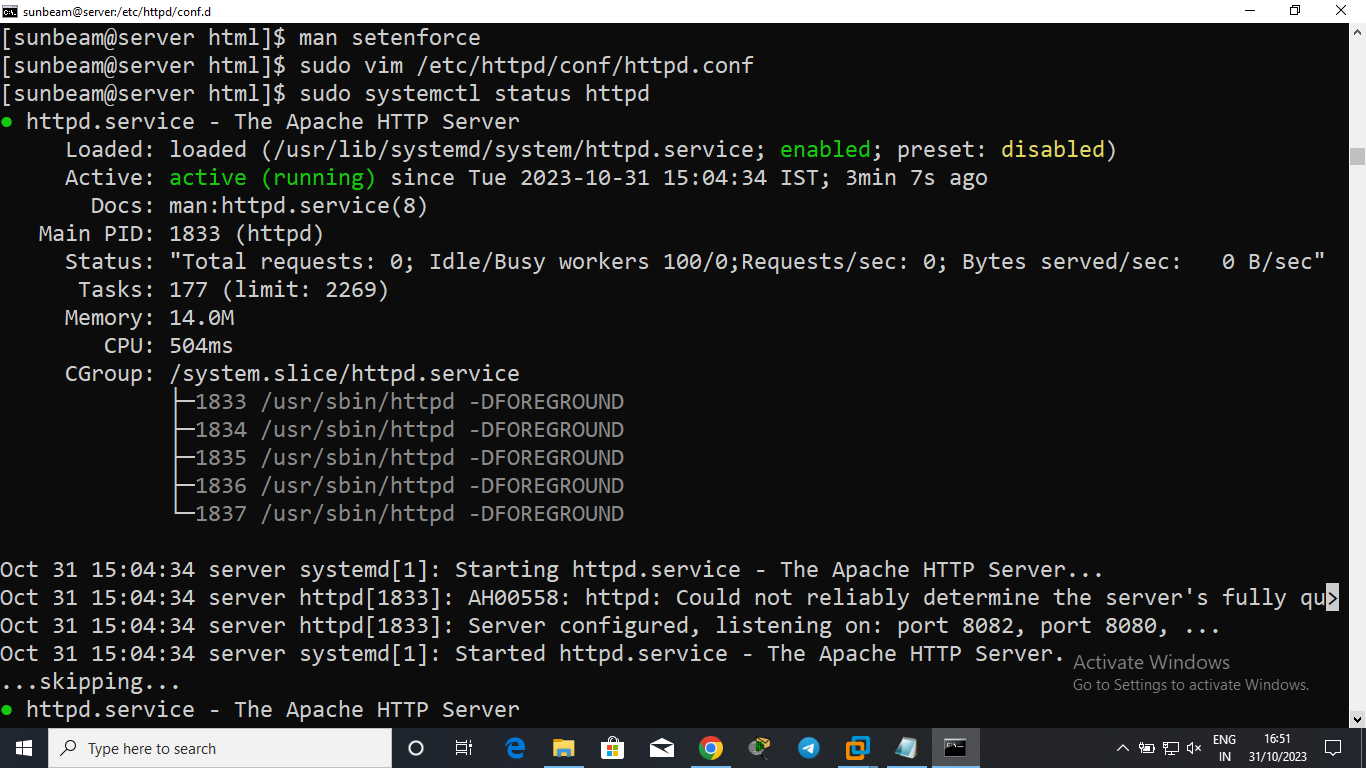 sunbeam@server:/etc/httpd/conf.d
[sunbeam@server html]$ man setenforce
[sunbeam@server html]$ sudo vim /etc/httpd/conf/httpd.conf
[sunbeam@server html]$ sudo systemctl status httpd
● httpd.service - The Apache HTTP Server
Loaded: loaded (/usr/lib/systemd/system/httpd.service; enabled; preset: disabled)
Active: active (running) since Tue 2023-10-31 15:04:34 IST; 3min 7s ago
Docs: man:httpd.service(8)
Main PID: 1833 (httpd)
Status: "Total requests: 0; Idle/Busy workers 100/0;Requests/sec: 0; Bytes served/sec:   0 B/sec"
Tasks: 177 (limit: 2269)
Memory: 14.0M
CPU: 504ms
CGroup: /system.slice/httpd.service
├─1833 /usr/sbin/httpd -DFOREGROUND
├─1834 /usr/sbin/httpd -DFOREGROUND
├─1835 /usr/sbin/httpd -DFOREGROUND
├─1836 /usr/sbin/httpd -DFOREGROUND
└─1837 /usr/sbin/httpd -DFOREGROUND
Oct 31 15:04:34 server systemd[1]: Starting httpd.service - The Apache HTTP Server...
Oct 31 15:04:34 server httpd[1833]: AH00558: httpd: Could not reliably determine the server's fully qu>
Oct 31 15:04:34 server httpd[1833]: Server configured, listening on: port 8082, port 8080, ...
Oct 31 15:04:34 server systemd[1]: Started httpd.service - The Apache HTTP Server.
...skipping...
● httpd.service - The Apache HTTP Server
Activate Windows
Go to Settings to activate Windows.
Type here to search
ENG
IN
16:51
31/10/2023